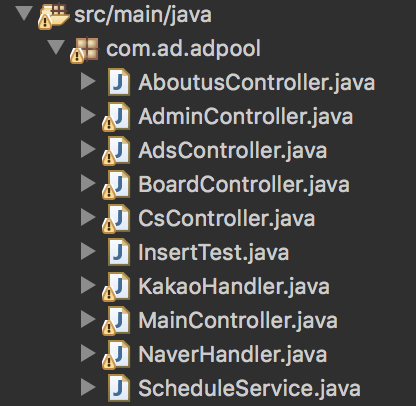 src/main/java
com.ad.adpool
AboutusController.java
AdminController.java
AdsController.java
BoardController.java
CsController.java
InsertTest.java
KakaoHandler.java
MainController.java
NaverHandler.java
ScheduleService.java